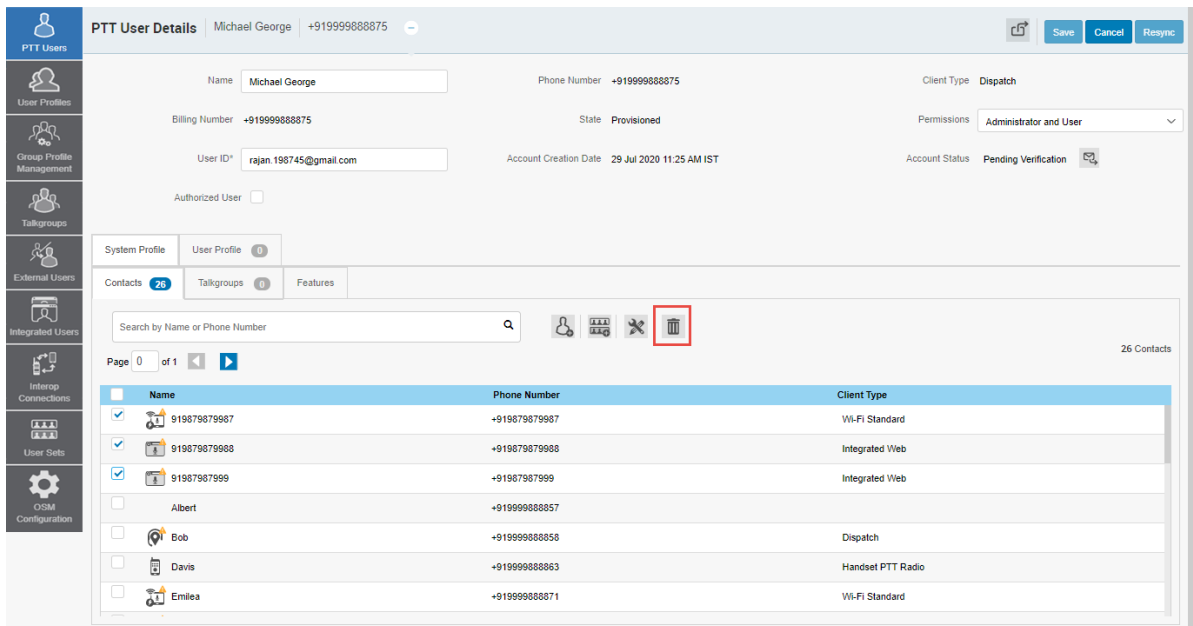 PTT Users
User Profiles
Group Profile
Management
Talkgroups
External Users
Integrated Users
Interop
Connections
User Sets
OSM
Configuration
PTT User Details Michael George +919999888875
Save Cancel Resync
Name Michael George Phone Number +919999888875 Client Type Dispatch
Billing Number +919999888875 State Provisioned Permissions Administrator and User
User ID* rajan.198745@gmail.com Account Creation Date 29 Jul 2020 11:25 AM IST Account Status Pending Verification
Authorized User
System Profile User Profile 0
Contacts 26 Talkgroups 0 Features
Search by Name or Phone Number
26 Contacts
Page 0 of 1
Name Phone Number Client Type
919879879987 +919879879987 Wi-Fi Standard
919879879988 +919879879988 Integrated Web
91987987999 +91987987999 Integrated Web
Albert +919999888857
Bob +919999888858 Dispatch
Davis +919999888863 Handset PTT Radio
Emilea +919999888871 Wi-Fi Standard